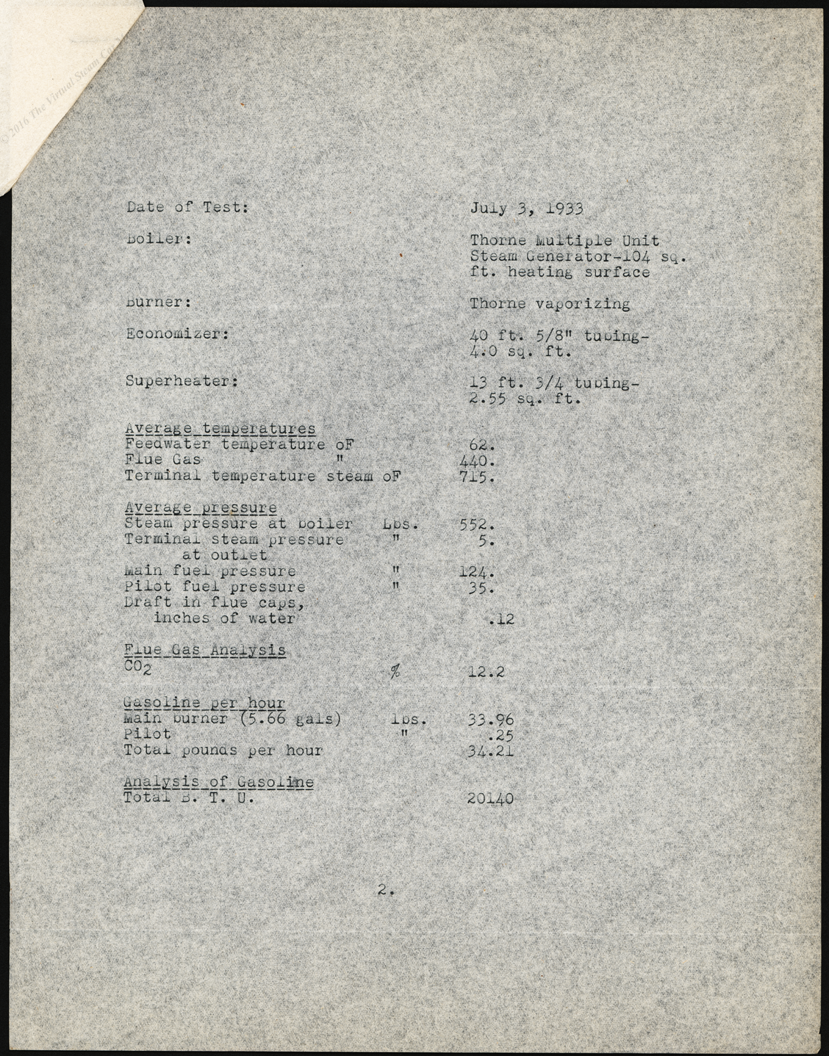 © 2016 The Virtual Steam Car
Date of Test: July 3, 1933
Boiler: Thorne Multiple Unit
Steam Generator-104 sq.
ft. heating surface
Burner: Thorne vaporizing
Economizer: 40 ft. 5/8" tubing-
4.0 sq. ft.
Superheater: 13 ft. 3/4 tubing-
2.55 sq. ft.
Average temperatures
Feedwater temperature oF 62.
Flue Gas " 440.
Terminal temperature steam oF 715.
Average pressure
Steam pressure at boiler Lbs. 552.
Terminal steam pressure " 5.
at outlet
Main fuel pressure " 124.
Pilot fuel pressure " 35.
Draft in flue caps,
inches of water .12
Flue Gas Analysis
CO2 % 12.2
Gasoline per hour
Main burner (5.66 gals) lbs. 33.96
Pilot " .25
Total pounds per hour 34.21
Analysis of Gasoline
Total B. T. U. 20140
2.